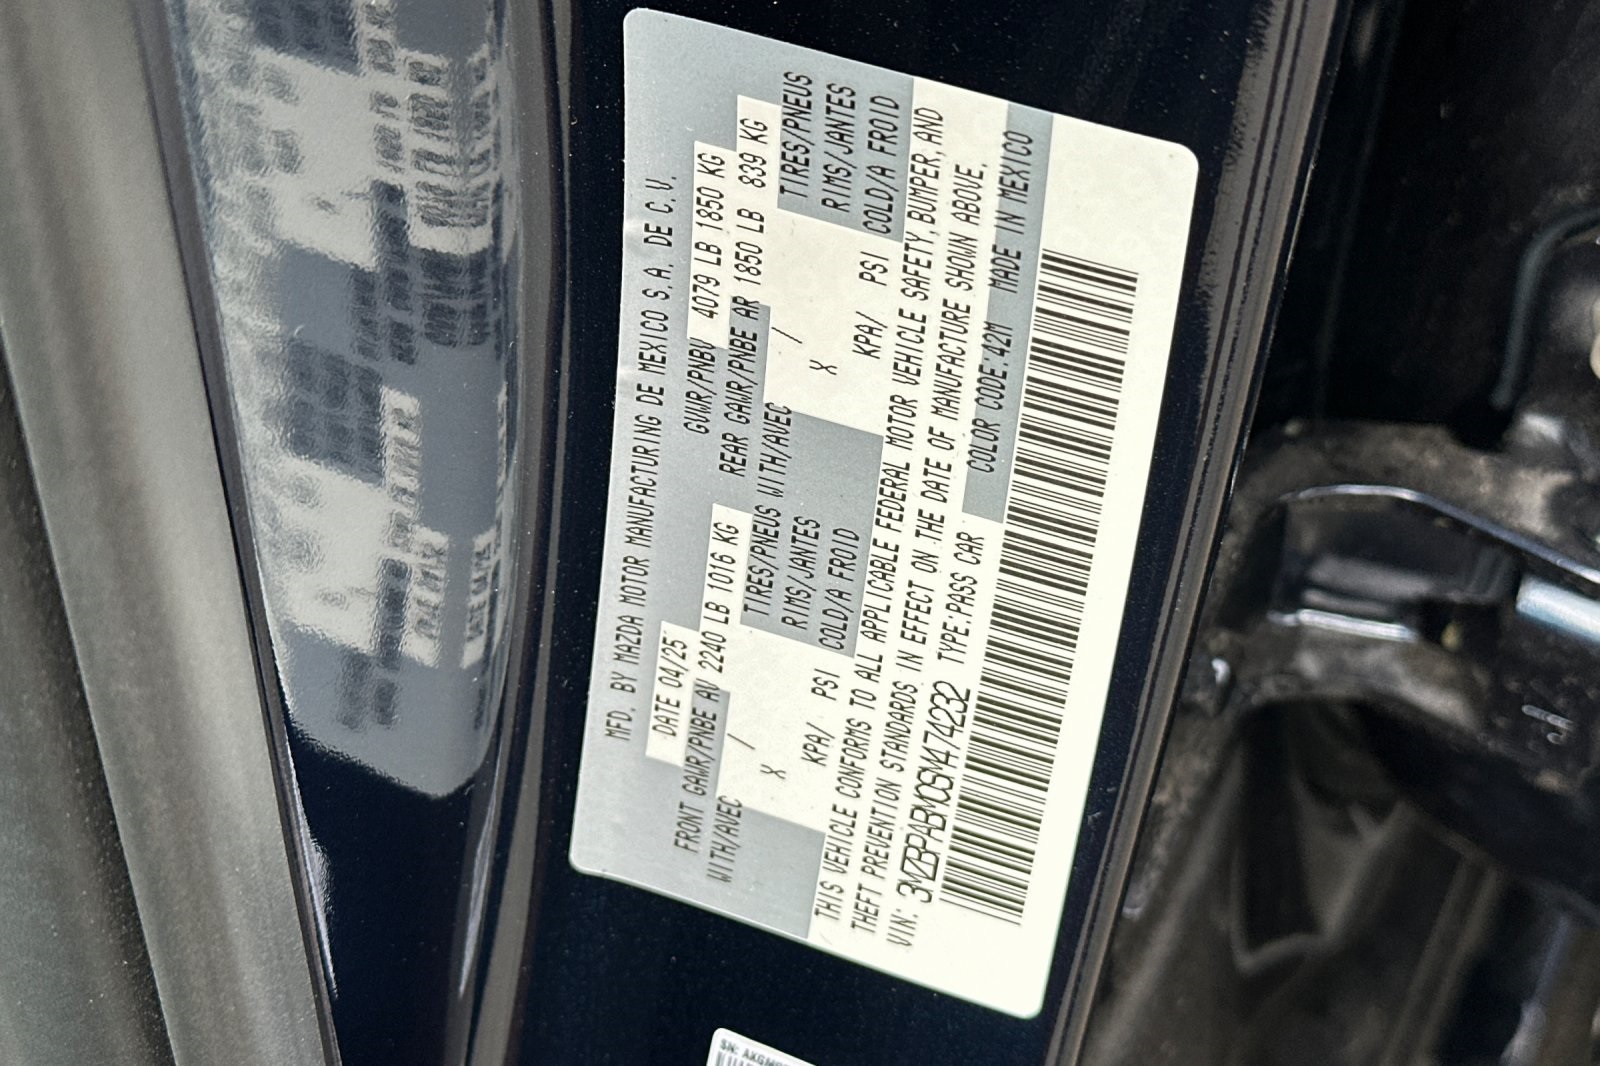 MFD. BY MAZDA MOTOR MANUFACTURING DE MEXICO S.A. DE C.V.
DATE 04/25 GVWR/PNBV 4079 LB 1850 KG
FRONT GAWR/PNBE AV 2240 LB 1016 KG REAR GAWR/PNBE AR 1850 LB 839 KG
WITH/AVEC / TIRES/PNEUS WITH/AVEC / TIRES/PNEUS
X RIMS/JANTES X RIMS/JANTES
KPA/ PSI COLD/A FROID KPA/ PSI COLD/A FROID
THIS VEHICLE CONFORMS TO ALL APPLICABLE FEDERAL MOTOR VEHICLE SAFETY,BUMPER,AND
THEFT PREVENTION STANDARDS IN EFFECT ON THE DATE OF MANUFACTURE SHOWN ABOVE.
VIN: 3MZBPABM0SM474232 TYPE:PASS CAR COLOR CODE:42M MADE IN MEXICO
SN: